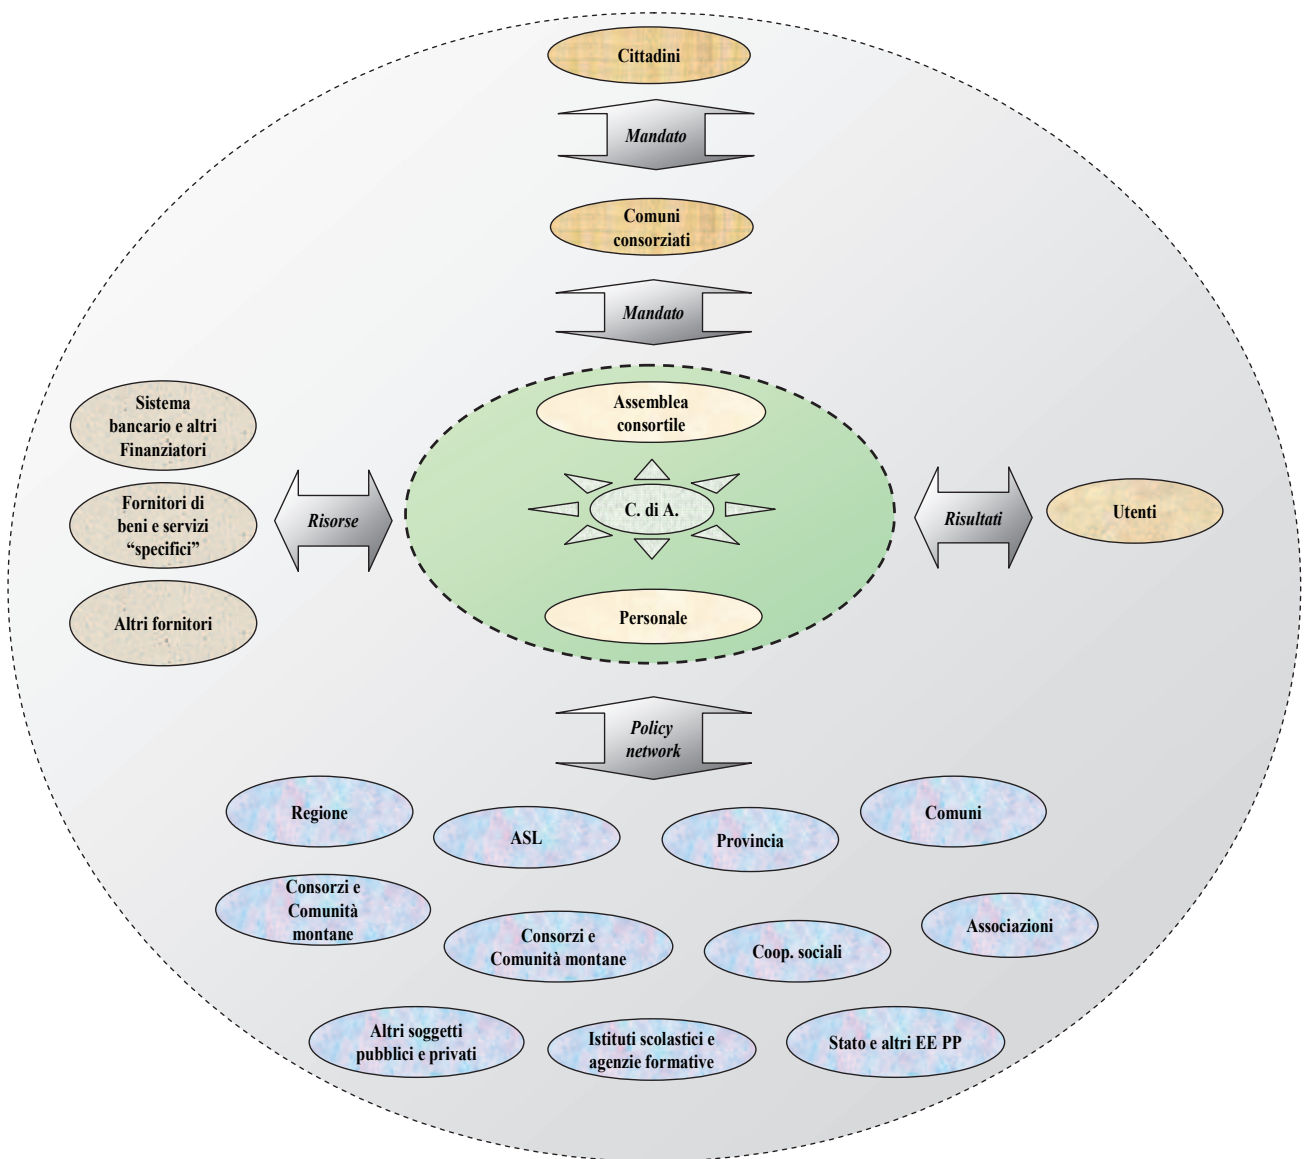 Cittadini
Mandato
Comuni
consorziati
Mandato
Assemblea
consortile
C. di A.
Personale
Sistema
bancario e altri
Finanziatori
Fornitori di
beni e servizi
“specifici”
Altri fornitori
Risorse
Risultati
Utenti
Policy
network
Regione
ASL
Provincia
Comuni
Consorzi e
Comunità
montane
Consorzi e
Comunità montane
Coop. sociali
Associazioni
Altri soggetti
pubblici e privati
Istituti scolastici e
agenzie formative
Stato e altri EE PP